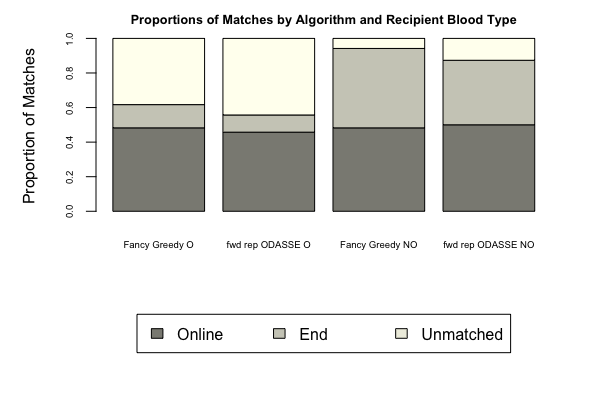 Proportions of Matches by Algorithm and Recipient Blood Type
Proportion of Matches
1.0
0.8
0.6
0.4
0.2
0.0
Fancy Greedy O fwd rep ODASSE O Fancy Greedy NO fwd rep ODASSE NO
Online End Unmatched